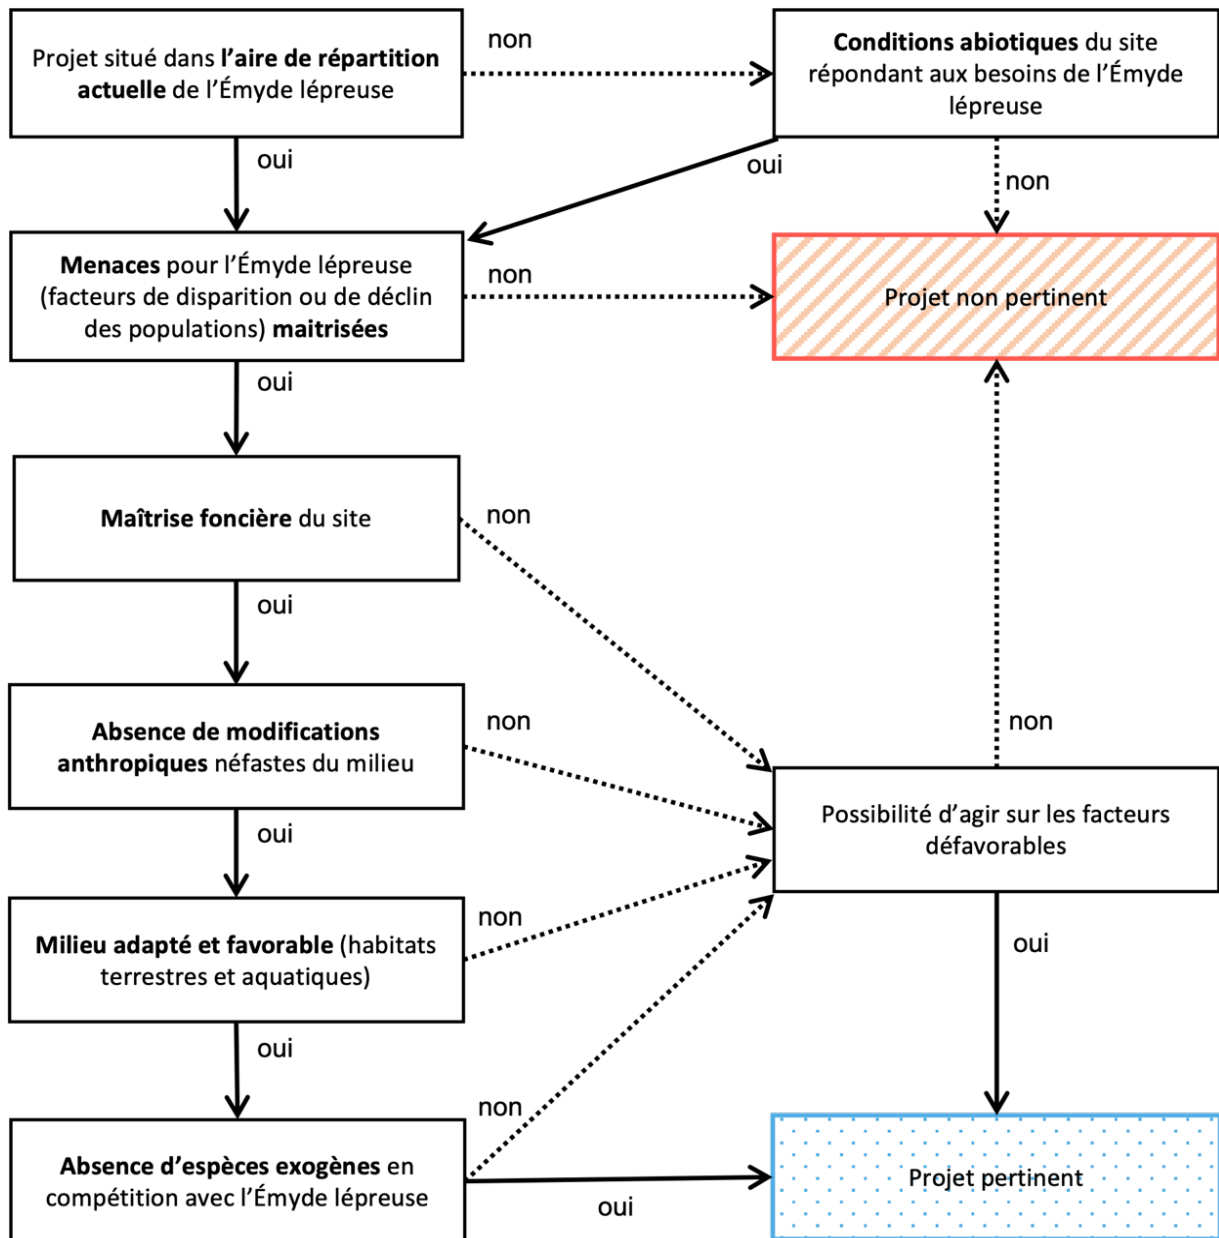 Projet situé dans l'aire de répartition
actuelle de l'Émyde lépreuse
non
Conditions abiotiques du site
répondant aux besoins de l'Émyde
lépreuse
oui
oui
non
Menaces pour l'Émyde lépreuse
(facteurs de disparition ou de déclin
des populations) maitrisées
non
Projet non pertinent
oui
Maîtrise foncière du site
non
oui
Absence de modifications
anthropiques néfastes du milieu
non
non
Possibilité d'agir sur les facteurs
défavorables
oui
Milieu adapté et favorable (habitats
terrestres et aquatiques)
non
oui
oui
Absence d'espèces exogènes en
compétition avec l'Émyde lépreuse
non
oui
Projet pertinent